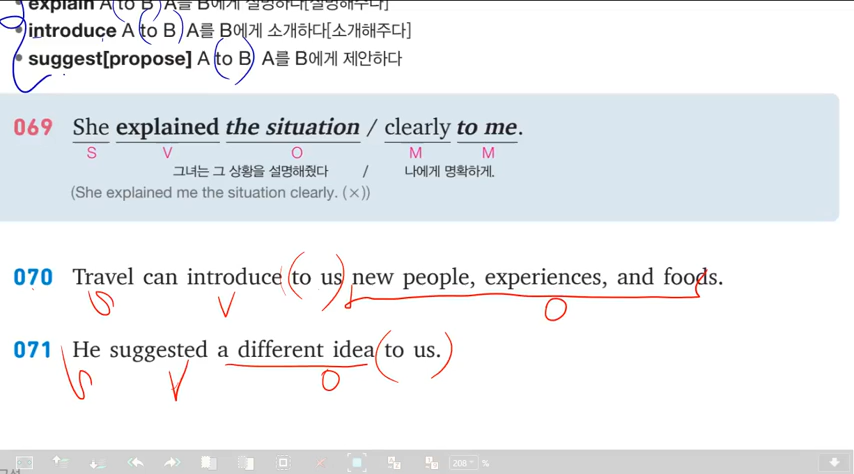 • explain A to B A를 B에게 설명하다[설명해주다]
• introduce A to B A를 B에게 소개하다[소개해주다]
• suggest[propose] A to B A를 B에게 제안하다
069 She explained the situation / clearly to me.
S V O M M
그녀는 그 상황을 설명해줬다 / 나에게 명확하게.
(She explained me the situation clearly. (×))
070 Travel can introduce to us new people, experiences, and foods.
S V O
071 He suggested a different idea to us.
S V O
208 %